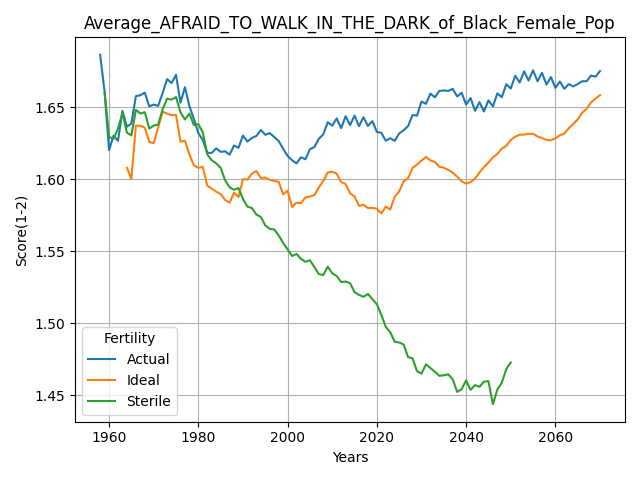 Average_AFRAID_TO_WALK_IN_THE_DARK_of_Black_Female_Pop
Score(1-2)
1.65
1.60
1.55
1.50
1.45
Fertility
Actual
Ideal
Sterile
1960 1980 2000 2020 2040 2060
Years